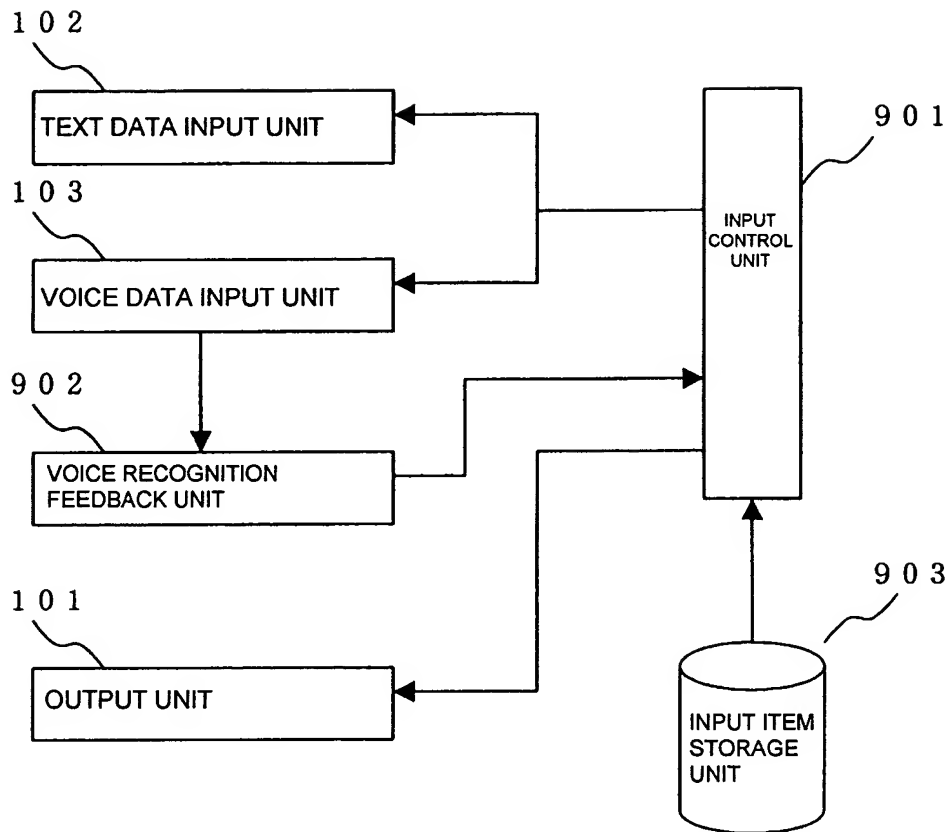 102
TEXT DATA INPUT UNIT
103
VOICE DATA INPUT UNIT
902
VOICE RECOGNITION
FEEDBACK UNIT
101
OUTPUT UNIT
901
INPUT
CONTROL
UNIT
903
INPUT ITEM
STORAGE
UNIT